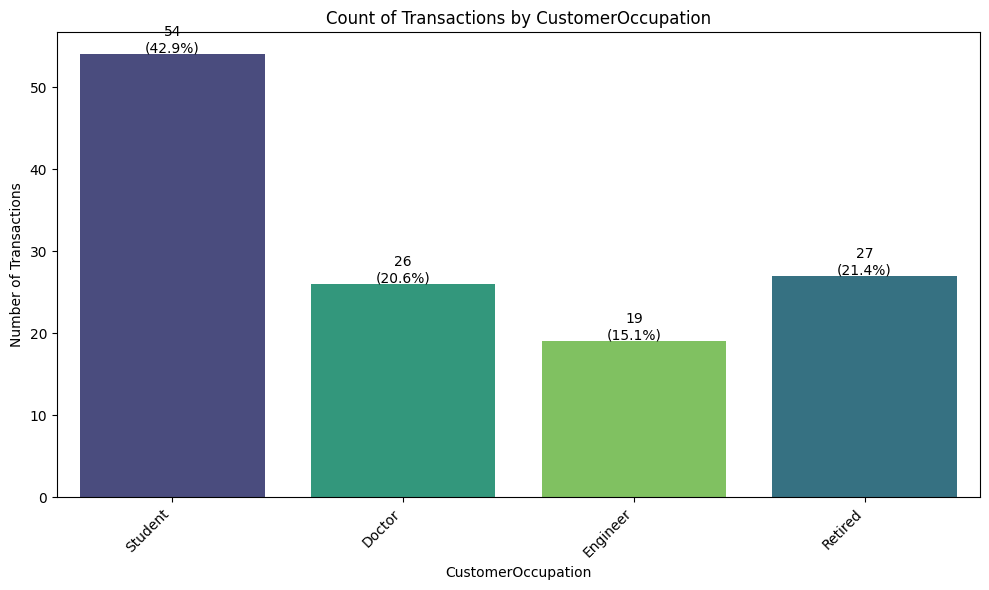 Count of Transactions by CustomerOccupation
54
(42.9%)
26
(20.6%)
19
(15.1%)
27
(21.4%)
Number of Transactions
50
40
30
20
10
0
Student
Doctor
Engineer
Retired
CustomerOccupation